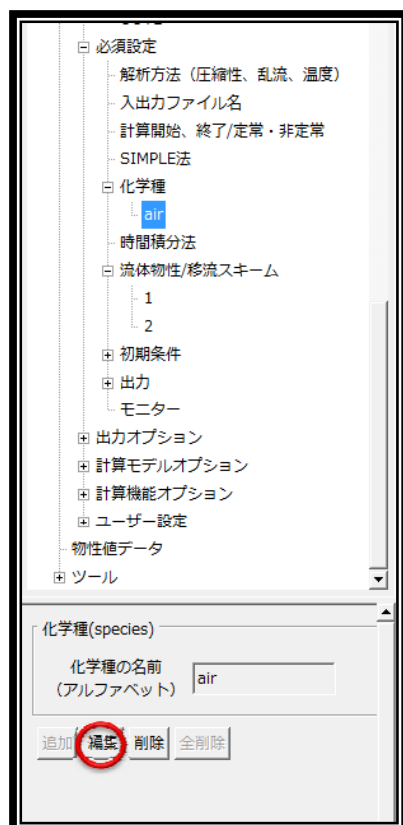 必須設定
解析方法（圧縮性、乱流、温度）
入出力ファイル名
計算開始、終了/定常・非定常
SIMPLE法
化学種
air
時間積分法
流体物性/移流スキーム
1
2
初期条件
出力
モニター
出力オプション
計算モデルオプション
計算機能オプション
ユーザー設定
物性値データ
ツール
化学種(species)
化学種の名前
（アルファベット）
air
追加 編集 削除 全削除